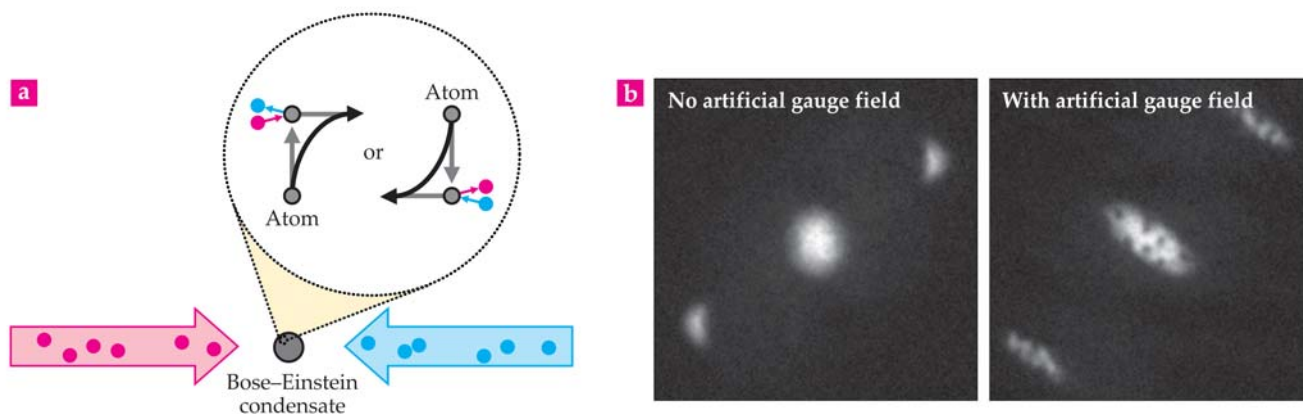 a
Atom
or
Atom
Bose–Einstein
condensate
b
No artificial gauge field
With artificial gauge field